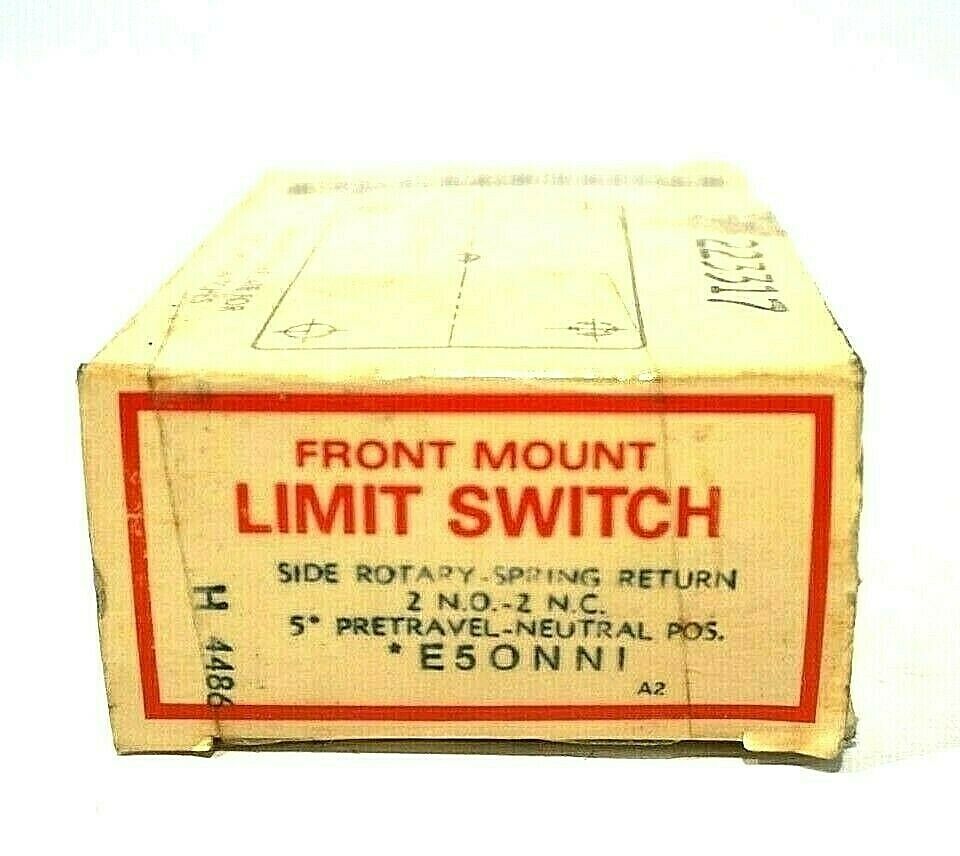 223317
FRONT MOUNT
LIMIT SWITCH
SIDE ROTARY-SPRING RETURN
2 N.O.-2 N.C.
5° PRETRAVEL-NEUTRAL POS.
*E50NN1
A2
H 4486